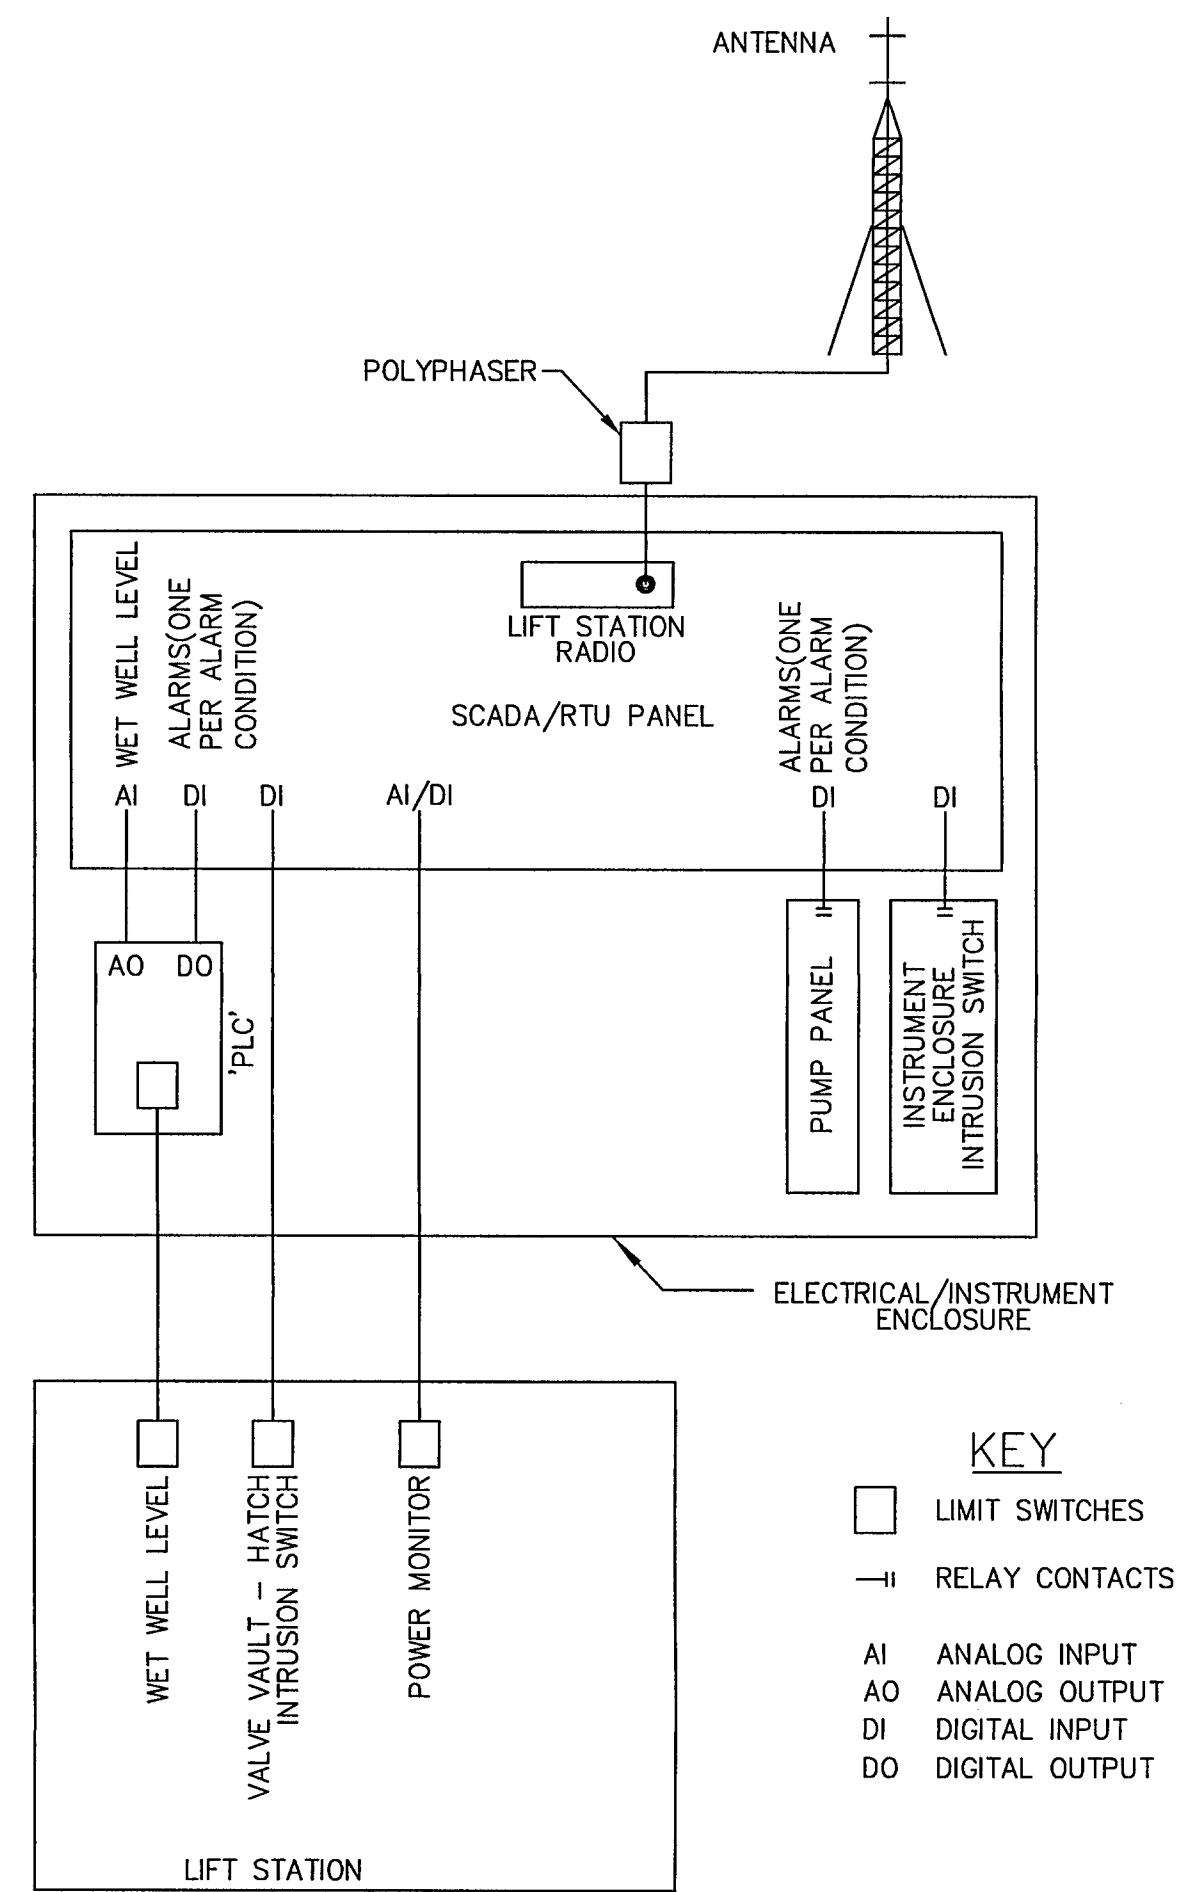 ANTENNA
POLYPHASER
WET WELL LEVEL
ALARMS(ONE
PER ALARM
CONDITION)
LIFT STATION
RADIO
SCADA/RTU PANEL
ALARMS(ONE
PER ALARM
CONDITION)
AI
DI
DI
AI/DI
DI
DI
AO
DO
'PLC'
PUMP PANEL
INSTRUMENT
ENCLOSURE
INTRUSION SWITCH
ELECTRICAL/INSTRUMENT
ENCLOSURE
WET WELL LEVEL
VALVE VAULT - HATCH
INTRUSION SWITCH
POWER MONITOR
LIFT STATION
KEY
LIMIT SWITCHES
RELAY CONTACTS
AI ANALOG INPUT
AO ANALOG OUTPUT
DI DIGITAL INPUT
DO DIGITAL OUTPUT